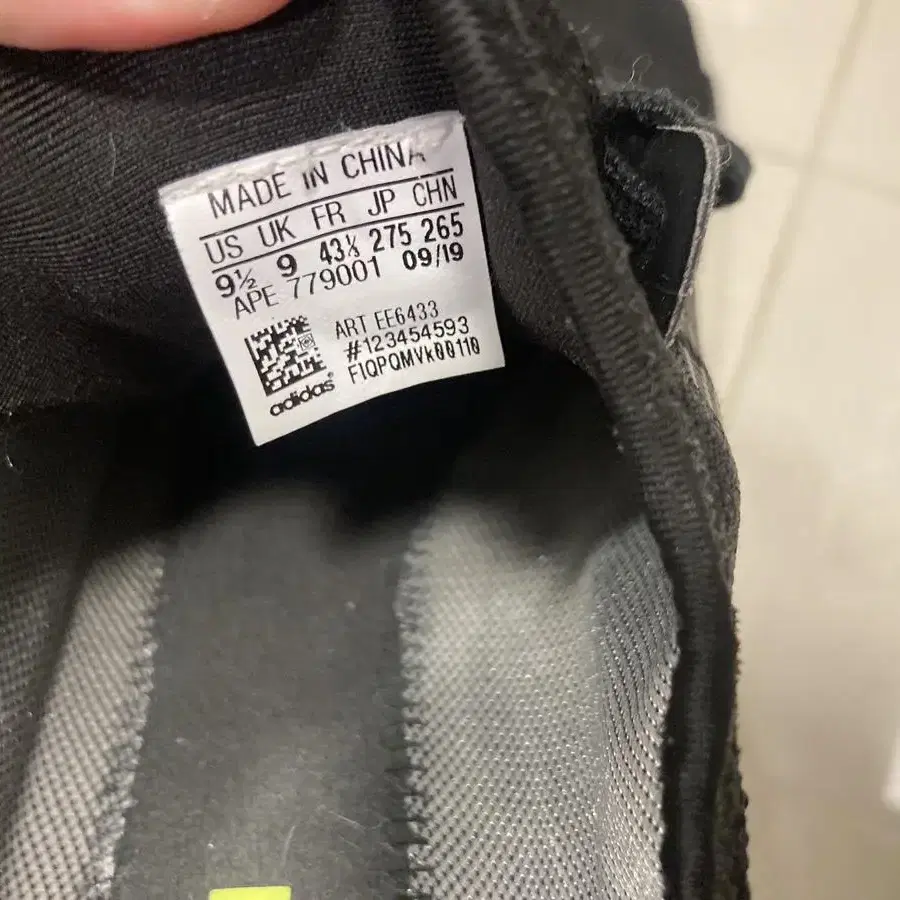 MADE IN CHINA
US UK FR JP CHN
9½ 9 43⅓ 275 265
APE 779001 09/19
ART EE6433
#123454593
F1QPQMVk00110
adidas